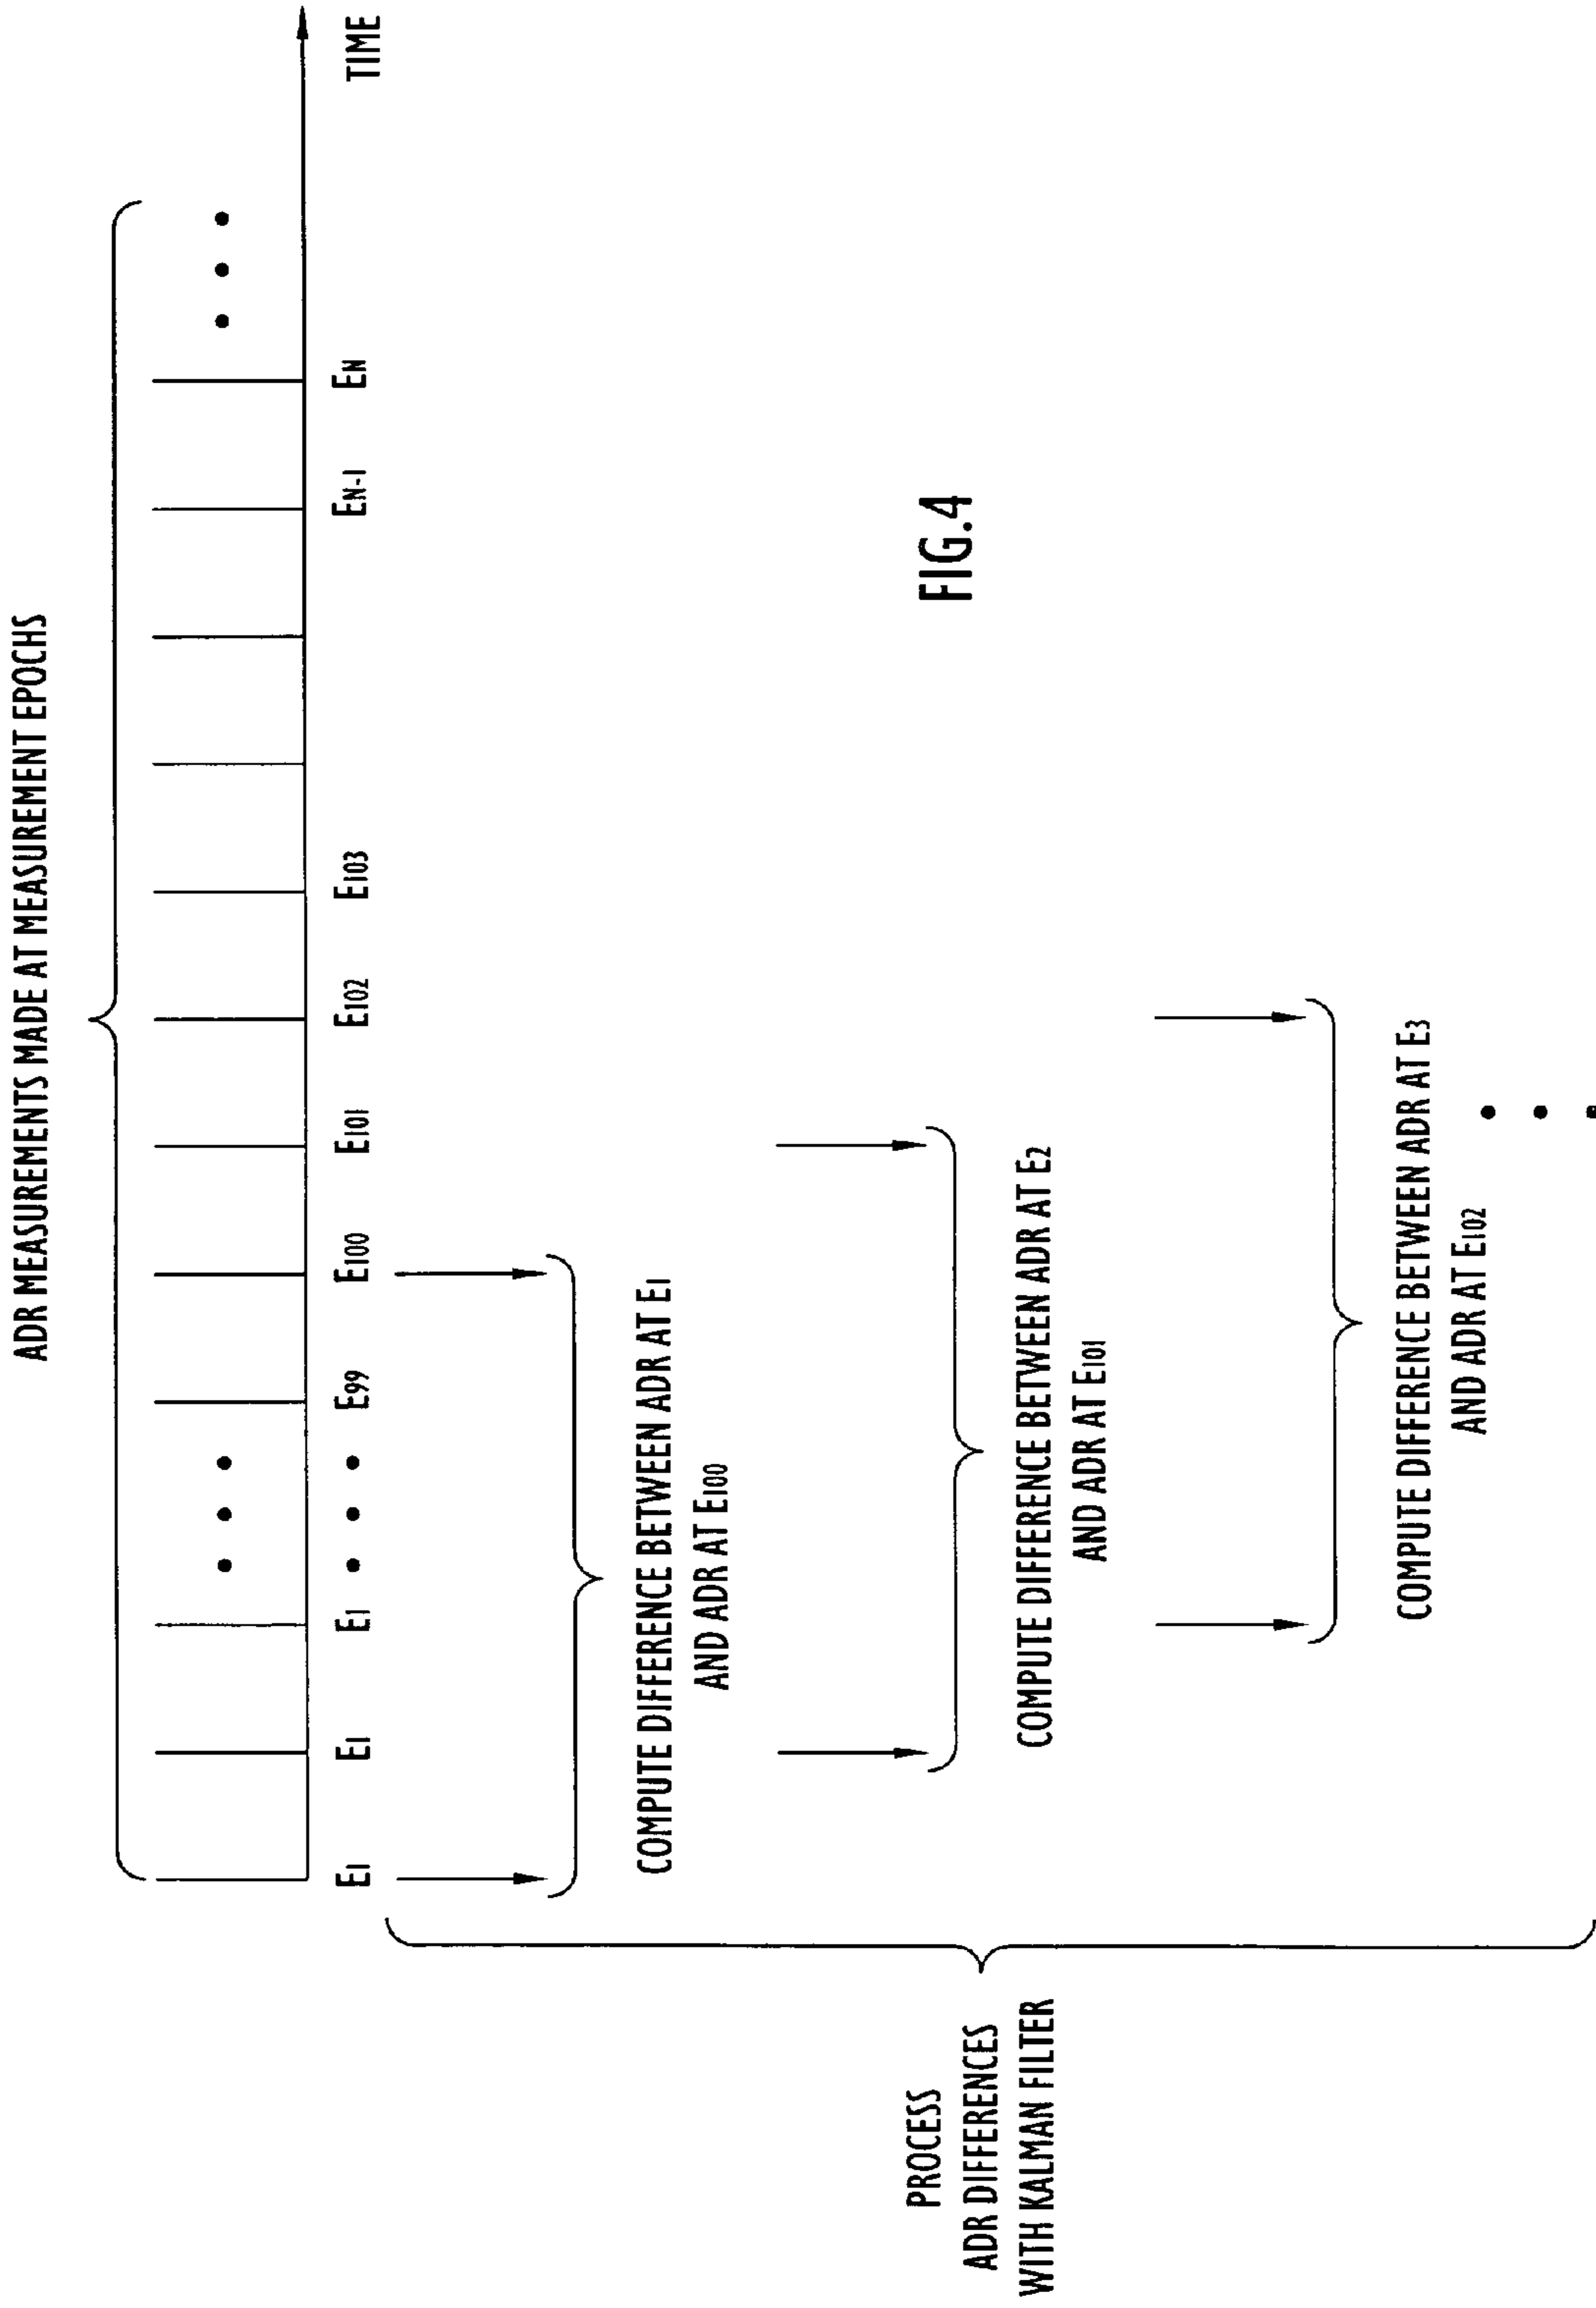 ADR MEASUREMENTS MADE AT MEASUREMENT EPOCHS
E1 E1 E1 • • • E99 E100 E101 E102 E103 EN-1 EN
TIME
COMPUTE DIFFERENCE BETWEEN ADR AT E1
AND ADR AT E100
COMPUTE DIFFERENCE BETWEEN ADR AT E2
AND ADR AT E101
COMPUTE DIFFERENCE BETWEEN ADR AT E3
AND ADR AT E102
PROCESS
ADR DIFFERENCES
WITH KALMAN FILTER
FIG.4